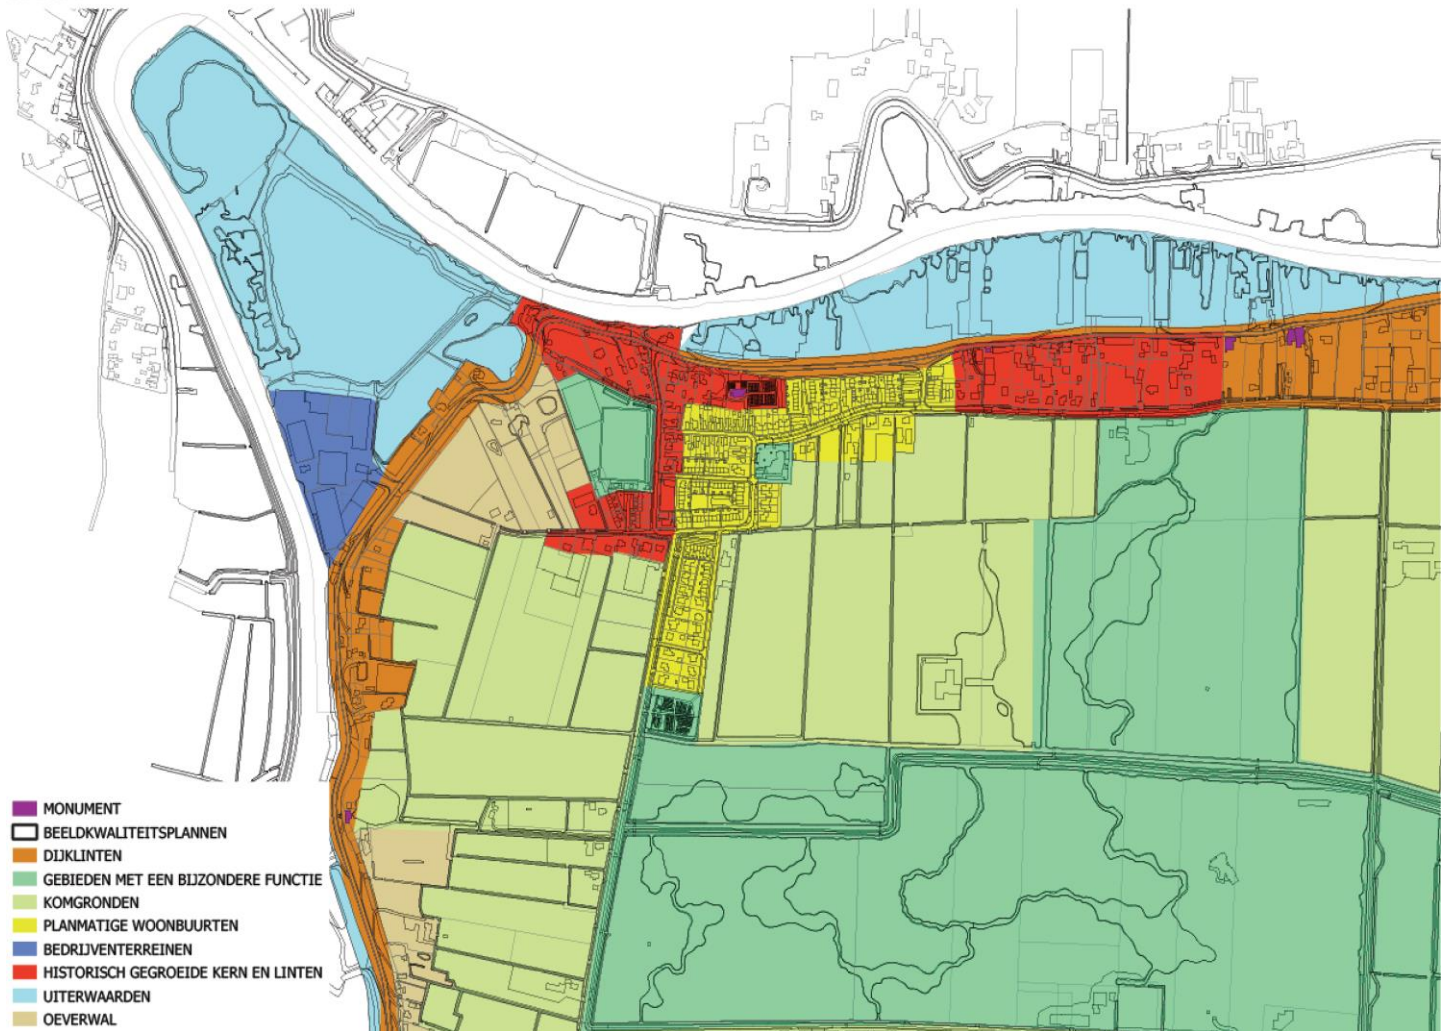 MONUMENT
BEELDKWALITEITSPLANNEN
DIJKLINTEN
GEBIEDEN MET EEN BIJZONDERE FUNCTIE
KOMGRONDEN
PLANMATIGE WOONBUURTEN
BEDRIJVENTERREINEN
HISTORISCH GEGROEIDE KERN EN LINTEN
UITERWAARDEN
OEVERWAL